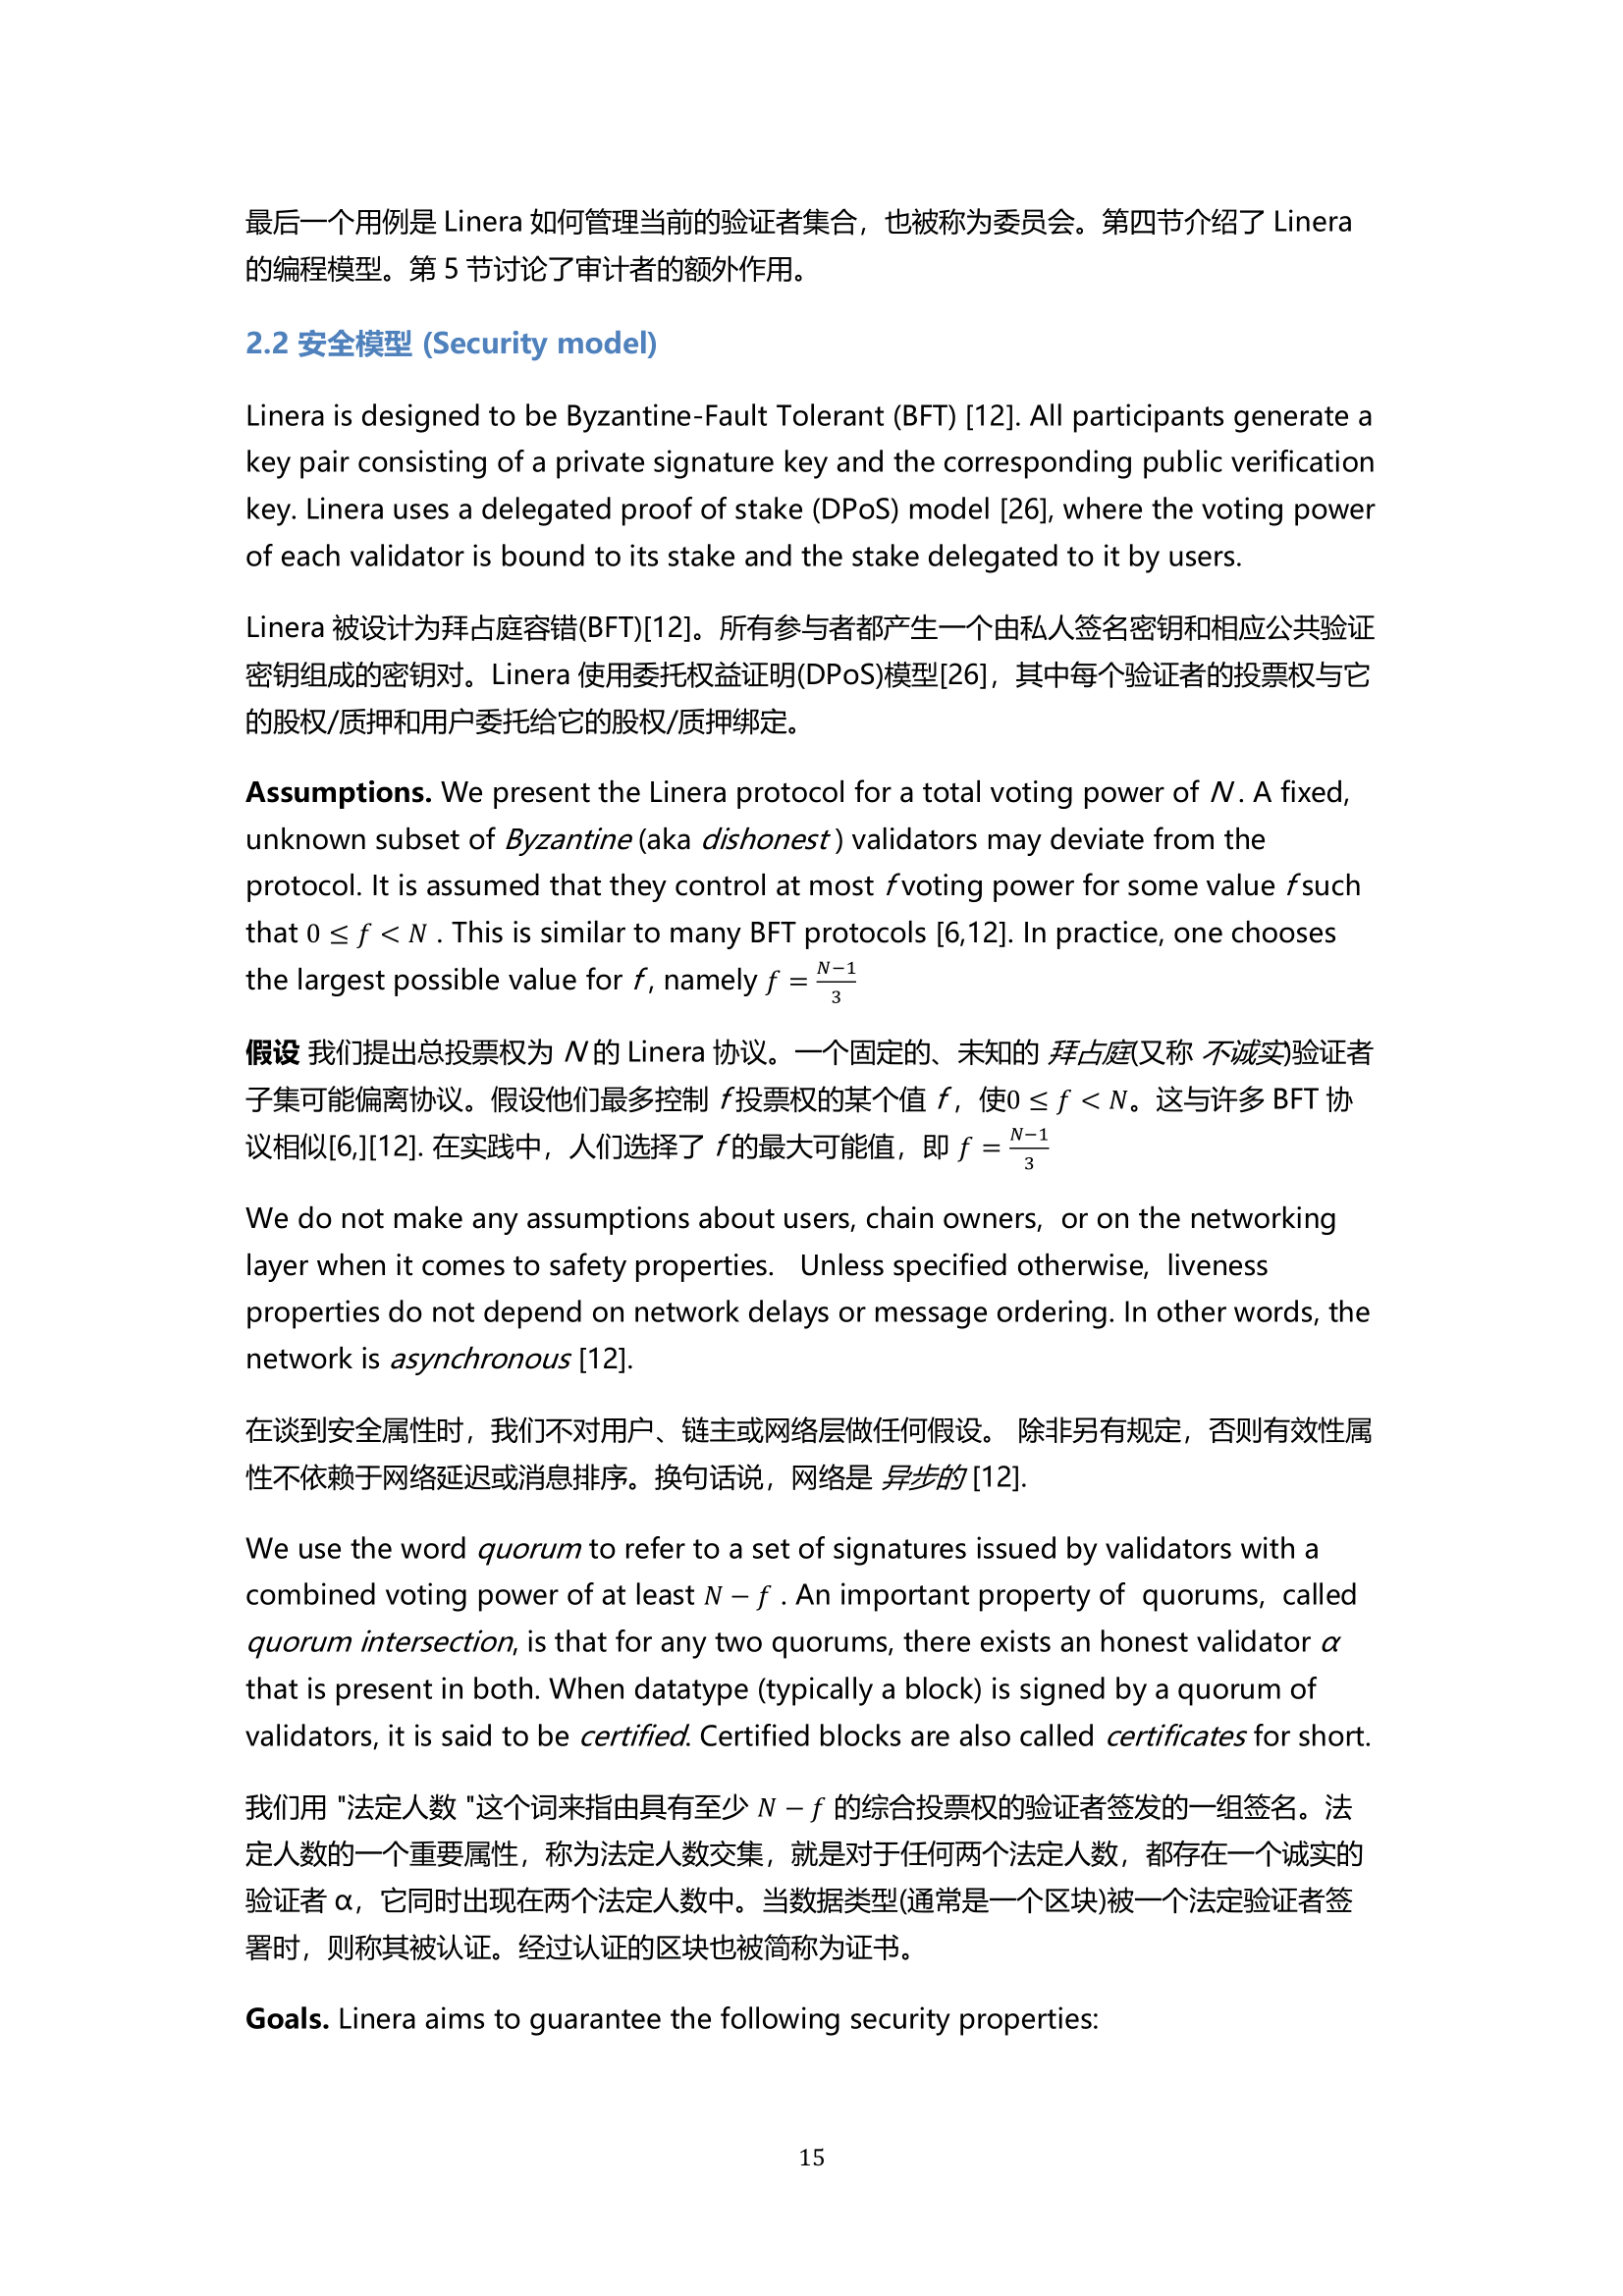 最后一个用例是 Linera 如何管理当前的验证者集合，也被称为委员会。第四节介绍了 Linera
的编程模型。第 5 节讨论了审计者的额外作用。
2.2 安全模型 (Security model)
Linera is designed to be Byzantine-Fault Tolerant (BFT) [12]. All participants generate a
key pair consisting of a private signature key and the corresponding public verification
key. Linera uses a delegated proof of stake (DPoS) model [26], where the voting power
of each validator is bound to its stake and the stake delegated to it by users.
Linera 被设计为拜占庭容错(BFT)[12]。所有参与者都产生一个由私人签名密钥和相应公共验证
密钥组成的密钥对。Linera 使用委托权益证明(DPoS)模型[26]，其中每个验证者的投票权与它
的股权/质押和用户委托给它的股权/质押绑定。
Assumptions. We present the Linera protocol for a total voting power of N . A fixed,
unknown subset of Byzantine (aka dishonest ) validators may deviate from the
protocol. It is assumed that they control at most f voting power for some value f such
that 0 ≤ f < N . This is similar to many BFT protocols [6,12]. In practice, one chooses
the largest possible value for f , namely f = \frac{N−1}{3}
假设 我们提出总投票权为 N 的 Linera 协议。一个固定的、未知的 拜占庭(又称 不诚实)验证者
子集可能偏离协议。假设他们最多控制 f 投票权的某个值 f ，使0 ≤ f < N。这与许多 BFT 协
议相似[6,][12]. 在实践中，人们选择了 f 的最大可能值，即 f = \frac{N−1}{3}
We do not make any assumptions about users, chain owners,  or on the networking
layer when it comes to safety properties.   Unless specified otherwise,  liveness
properties do not depend on network delays or message ordering. In other words, the
network is asynchronous [12].
在谈到安全属性时，我们不对用户、链主或网络层做任何假设。 除非另有规定，否则有效性属
性不依赖于网络延迟或消息排序。换句话说，网络是 异步的 [12].
We use the word quorum to refer to a set of signatures issued by validators with a
combined voting power of at least N − f . An important property of  quorums,  called
quorum intersection, is that for any two quorums, there exists an honest validator α
that is present in both. When datatype (typically a block) is signed by a quorum of
validators, it is said to be certified. Certified blocks are also called certificates for short.
我们用 "法定人数 "这个词来指由具有至少 N − f 的综合投票权的验证者签发的一组签名。法
定人数的一个重要属性，称为法定人数交集，就是对于任何两个法定人数，都存在一个诚实的
验证者 α，它同时出现在两个法定人数中。当数据类型(通常是一个区块)被一个法定验证者签
署时，则称其被认证。经过认证的区块也被简称为证书。
Goals. Linera aims to guarantee the following security properties:
15